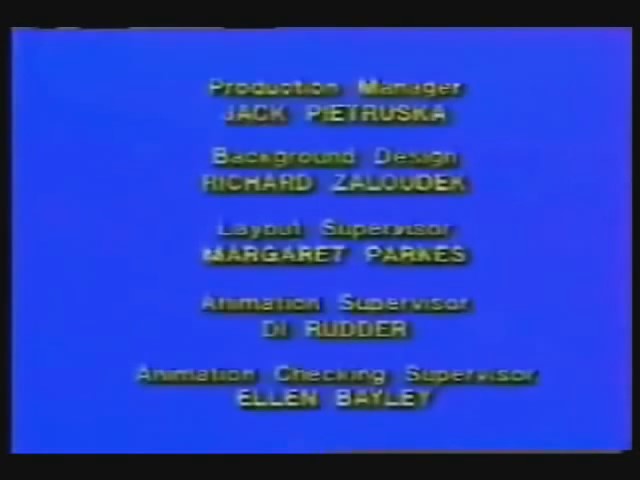 Production Manager
JACK PIETRUSKA
Background Design
RICHARD ZALOUDEK
Layout Supervisor
MARGARET PARKES
Animation Supervisor
DI RUDDER
Animation Checking Supervisor
ELLEN BAYLEY